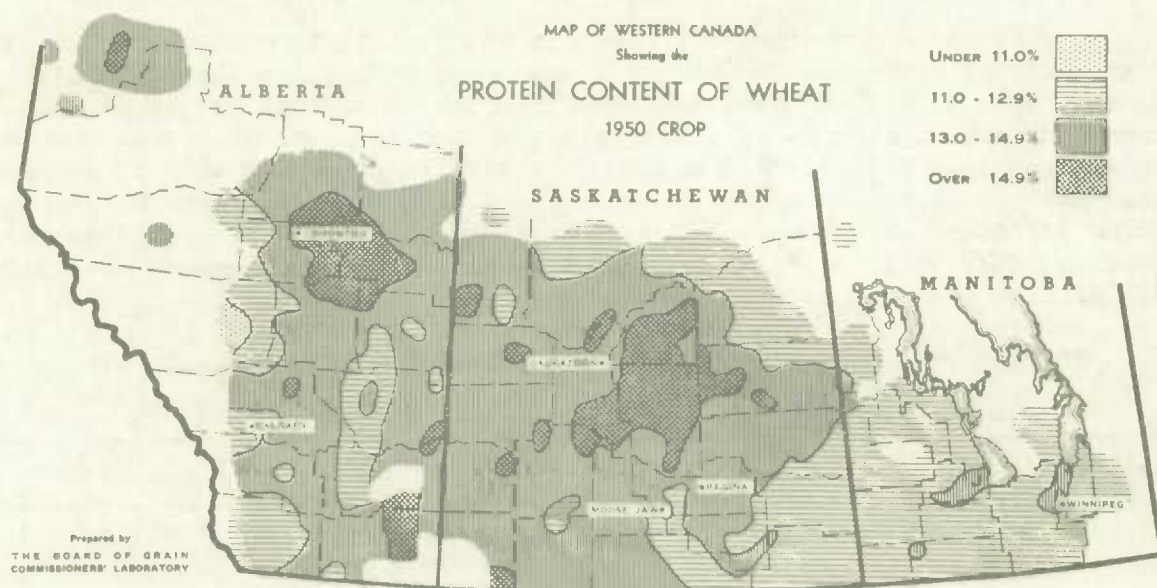 MAP OF WESTERN CANADA
Showing the
PROTEIN CONTENT OF WHEAT
1950 CROP
UNDER 11.0%
11.0 - 12.9%
13.0 - 14.9%
OVER 14.9%
ALBERTA
SASKATCHEWAN
MANITOBA
EDMONTON
SASKATOON
CALGARY
REGINA
MOOSE JAW
WINNIPEG
Prepared by
THE BOARD OF GRAIN
COMMISSIONERS' LABORATORY